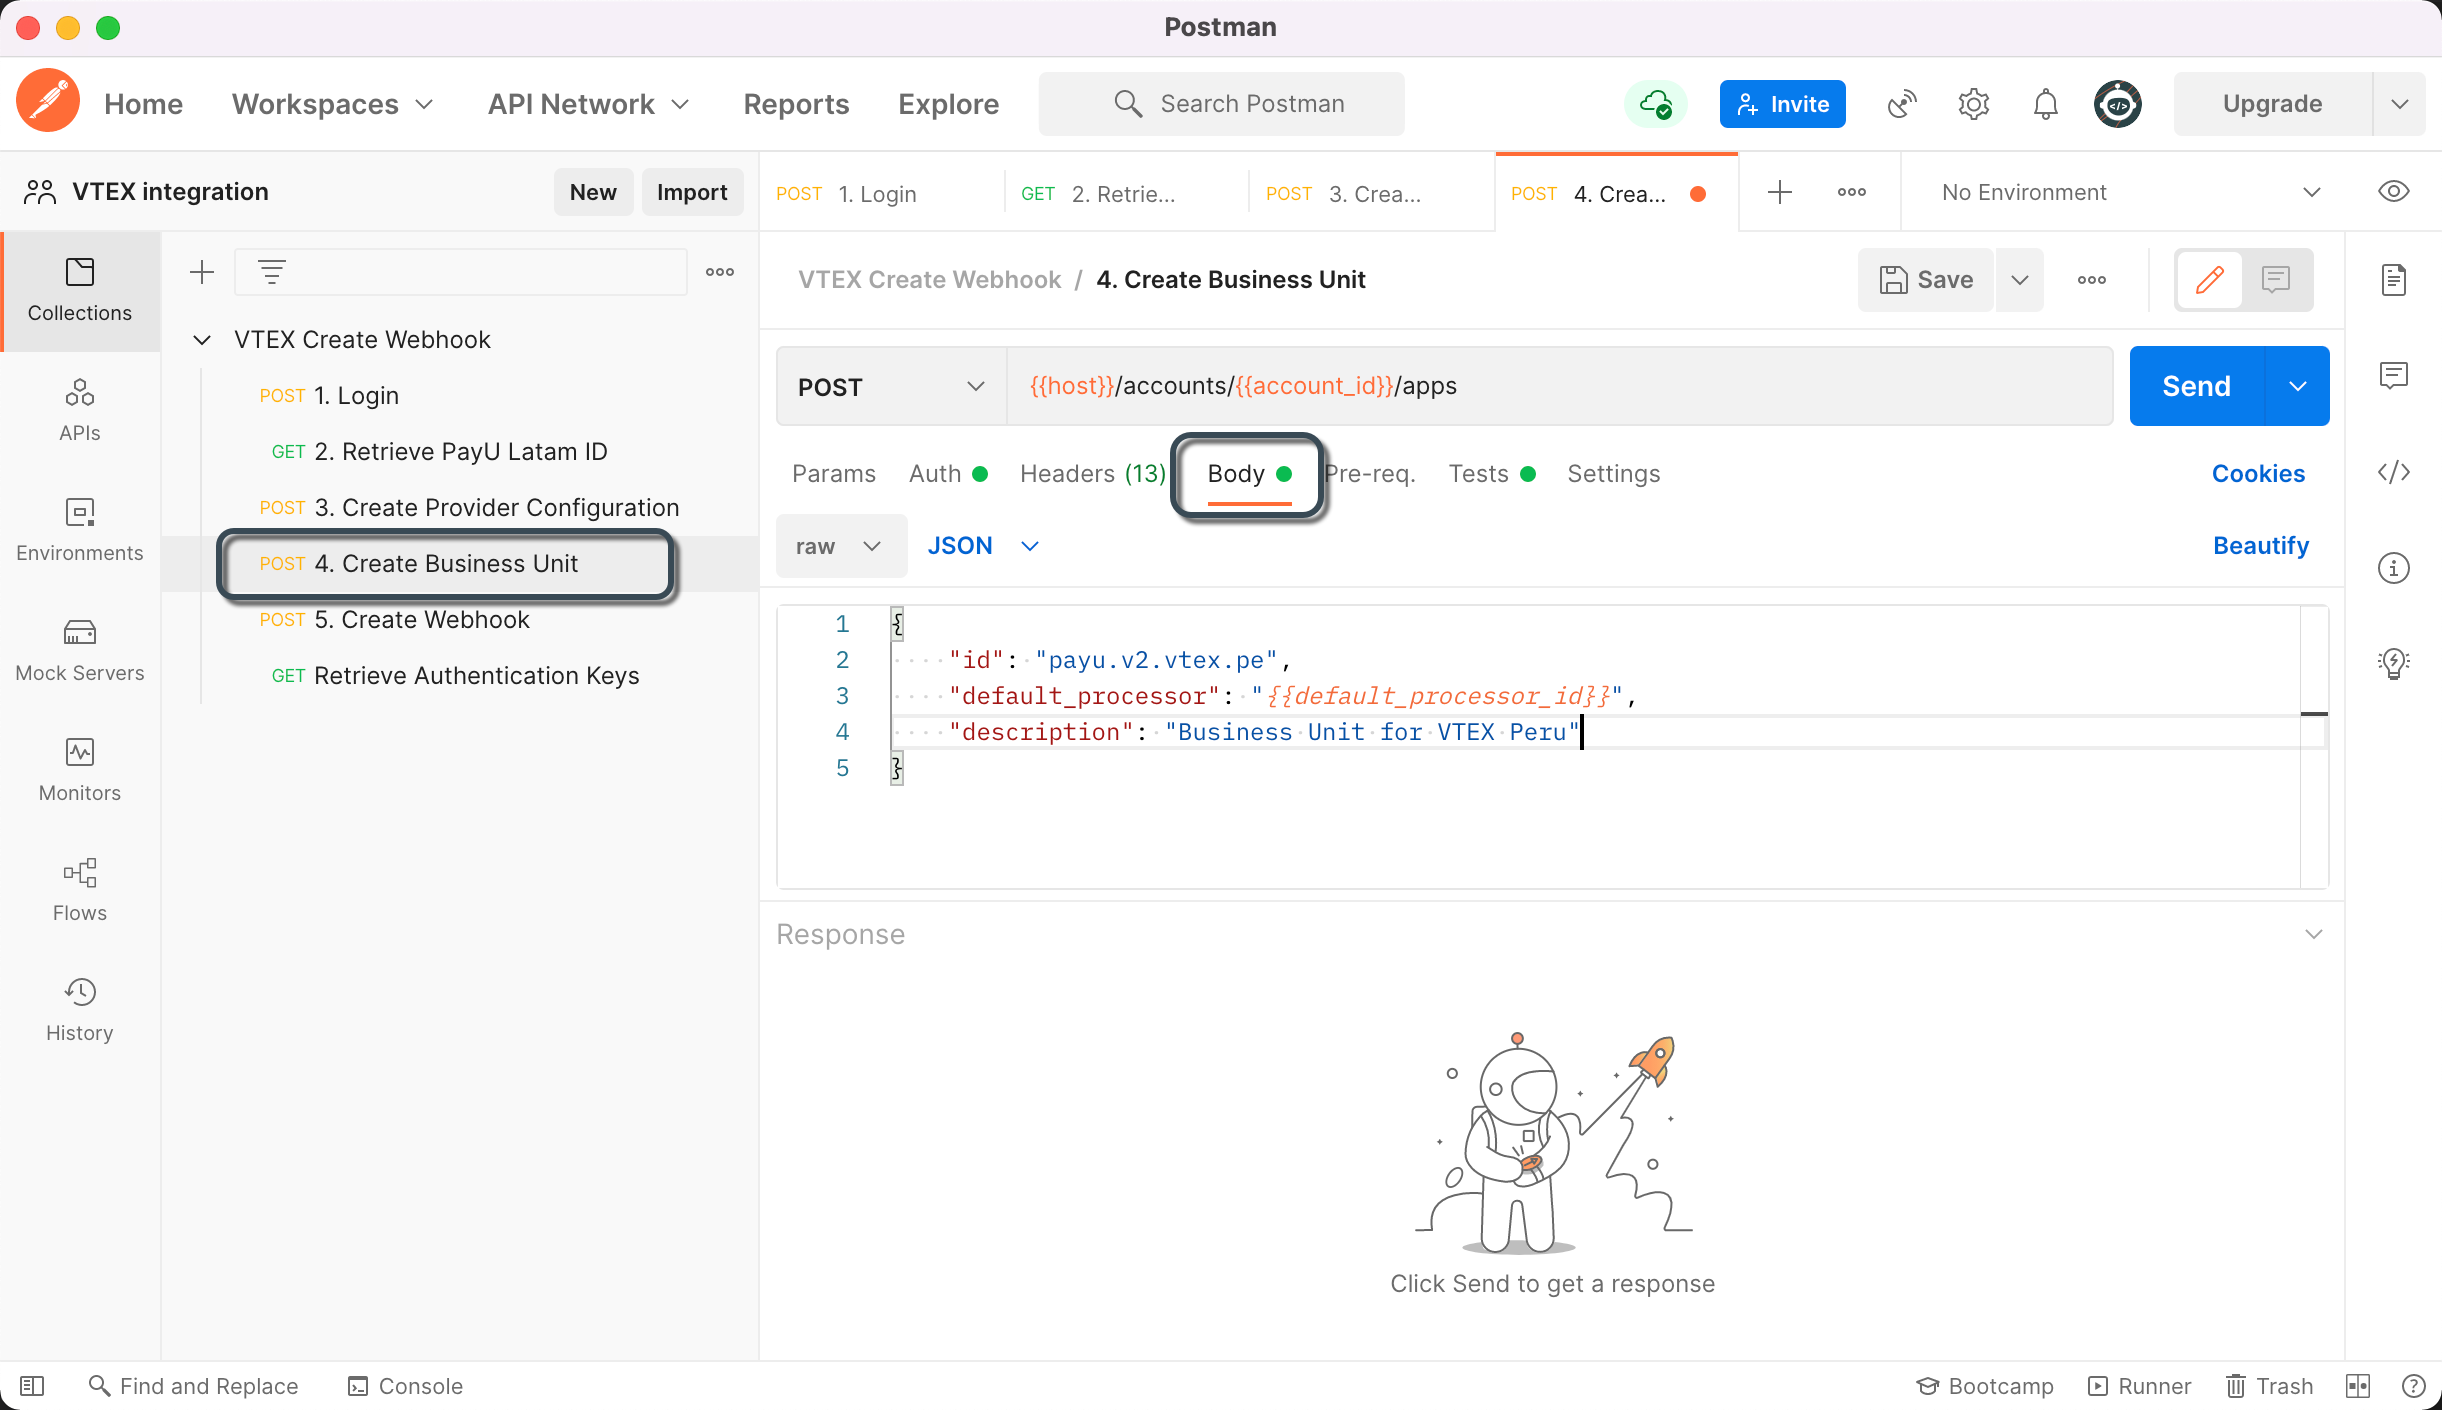 Postman
Home Workspaces API Network Reports Explore Search Postman Invite Upgrade
VTEX integration New Import
POST 1. Login GET 2. Retrie... POST 3. Crea... POST 4. Crea... No Environment
Collections
APIs
Environments
Mock Servers
Monitors
Flows
History
VTEX Create Webhook
POST 1. Login
GET 2. Retrieve PayU Latam ID
POST 3. Create Provider Configuration
POST 4. Create Business Unit
POST 5. Create Webhook
GET Retrieve Authentication Keys
VTEX Create Webhook / 4. Create Business Unit Save
POST {{host}}/accounts/{{account_id}}/apps Send
Params Auth Headers (13) Body Pre-req. Tests Settings Cookies
raw JSON Beautify
1 {
2 "id": "payu.v2.vtex.pe",
3 "default_processor": "{{default_processor_id}}",
4 "description": "Business Unit for VTEX Peru"
5 }
Response
Click Send to get a response
Find and Replace Console Bootcamp Runner Trash